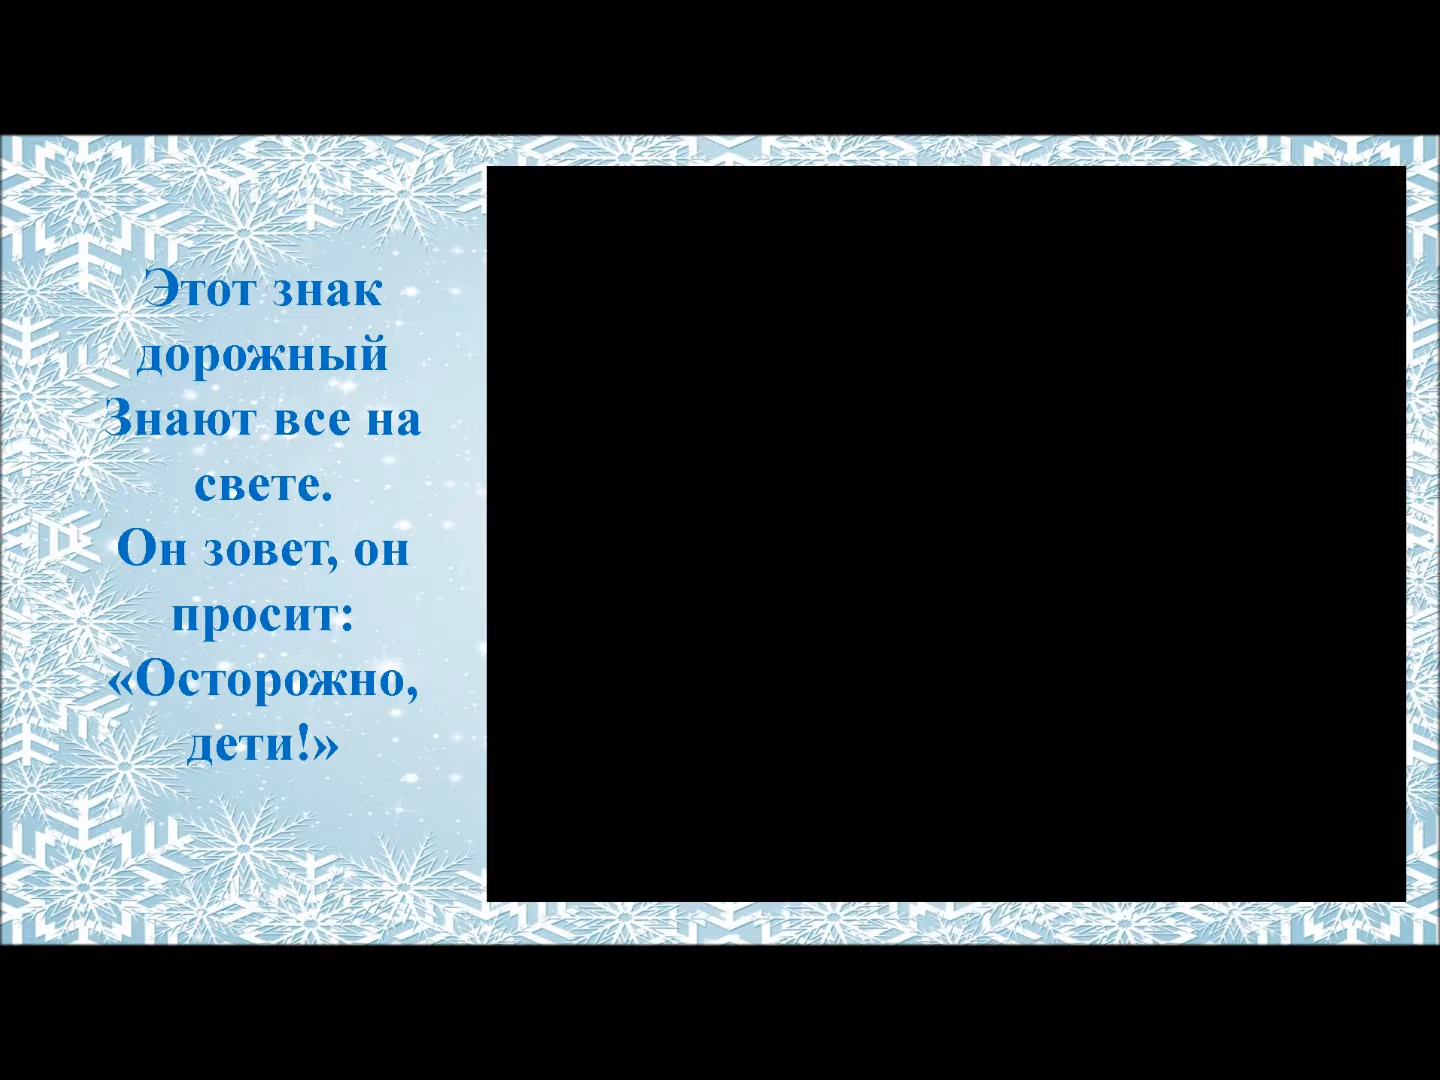 Этот знак
дорожный
Знают все на
свете.
Он зовет, он
просит:
«Осторожно,
дети!»